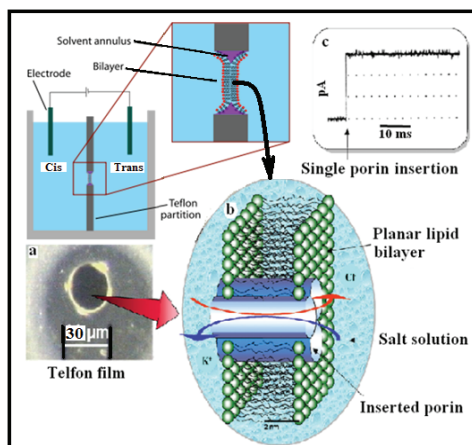 Solvent annulus
Bilayer
Electrode
Cis
Trans
Teflon
partition
c
pA
10 ms
Single porin insertion
a
30 µm
Telfon film
b
Planar lipid
bilayer
Cl
Salt solution
K+
Inserted porin
2nm